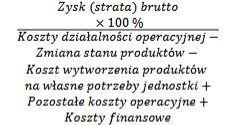 Zysk (strata) brutto
× 100 %
Koszty działalności operacyjnej −
Zmiana stanu produktów −
Koszt wytworzenia produktów
na własne potrzeby jednostki +
Pozostałe koszty operacyjne +
Koszty finansowe